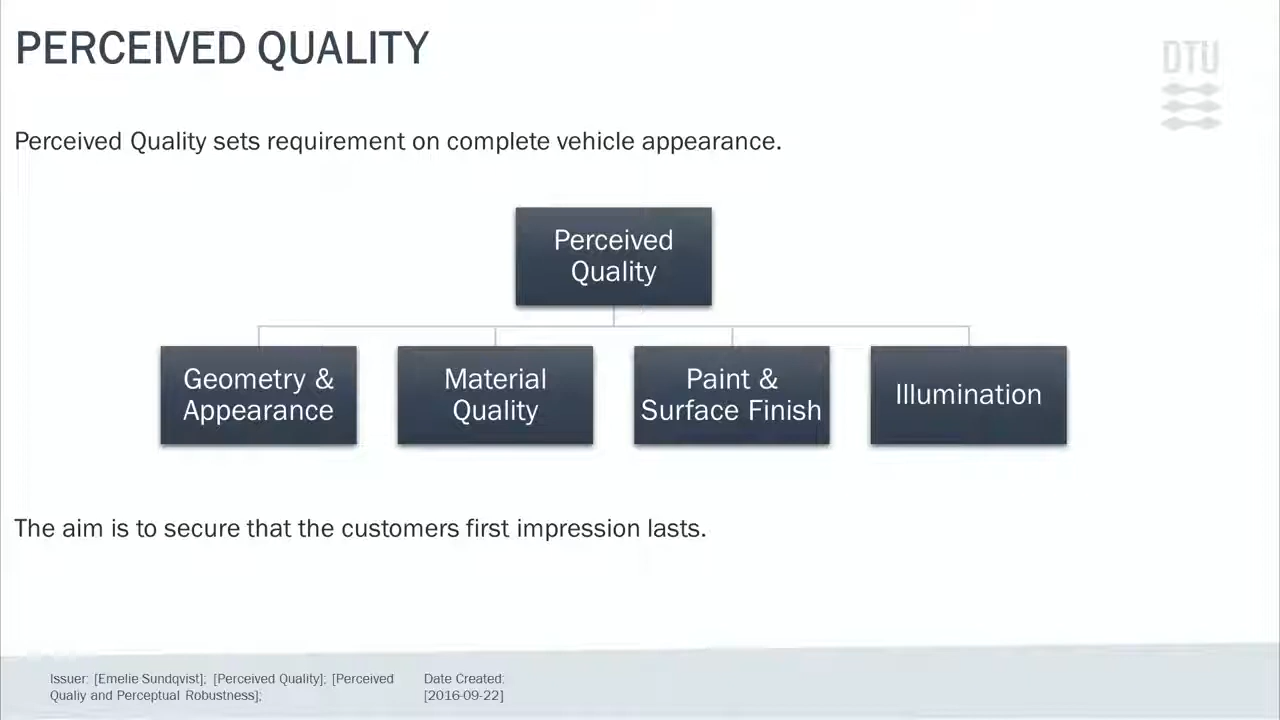 PERCEIVED QUALITY
DTU
Perceived Quality sets requirement on complete vehicle appearance.
Perceived
Quality
Geometry &
Appearance
Material
Quality
Paint &
Surface Finish
Illumination
The aim is to secure that the customers first impression lasts.
Issuer: [Emelie Sundqvist]; [Perceived Quality]; [Perceived
Qualiy and Perceptual Robustness];
Date Created:
[2016-09-22]